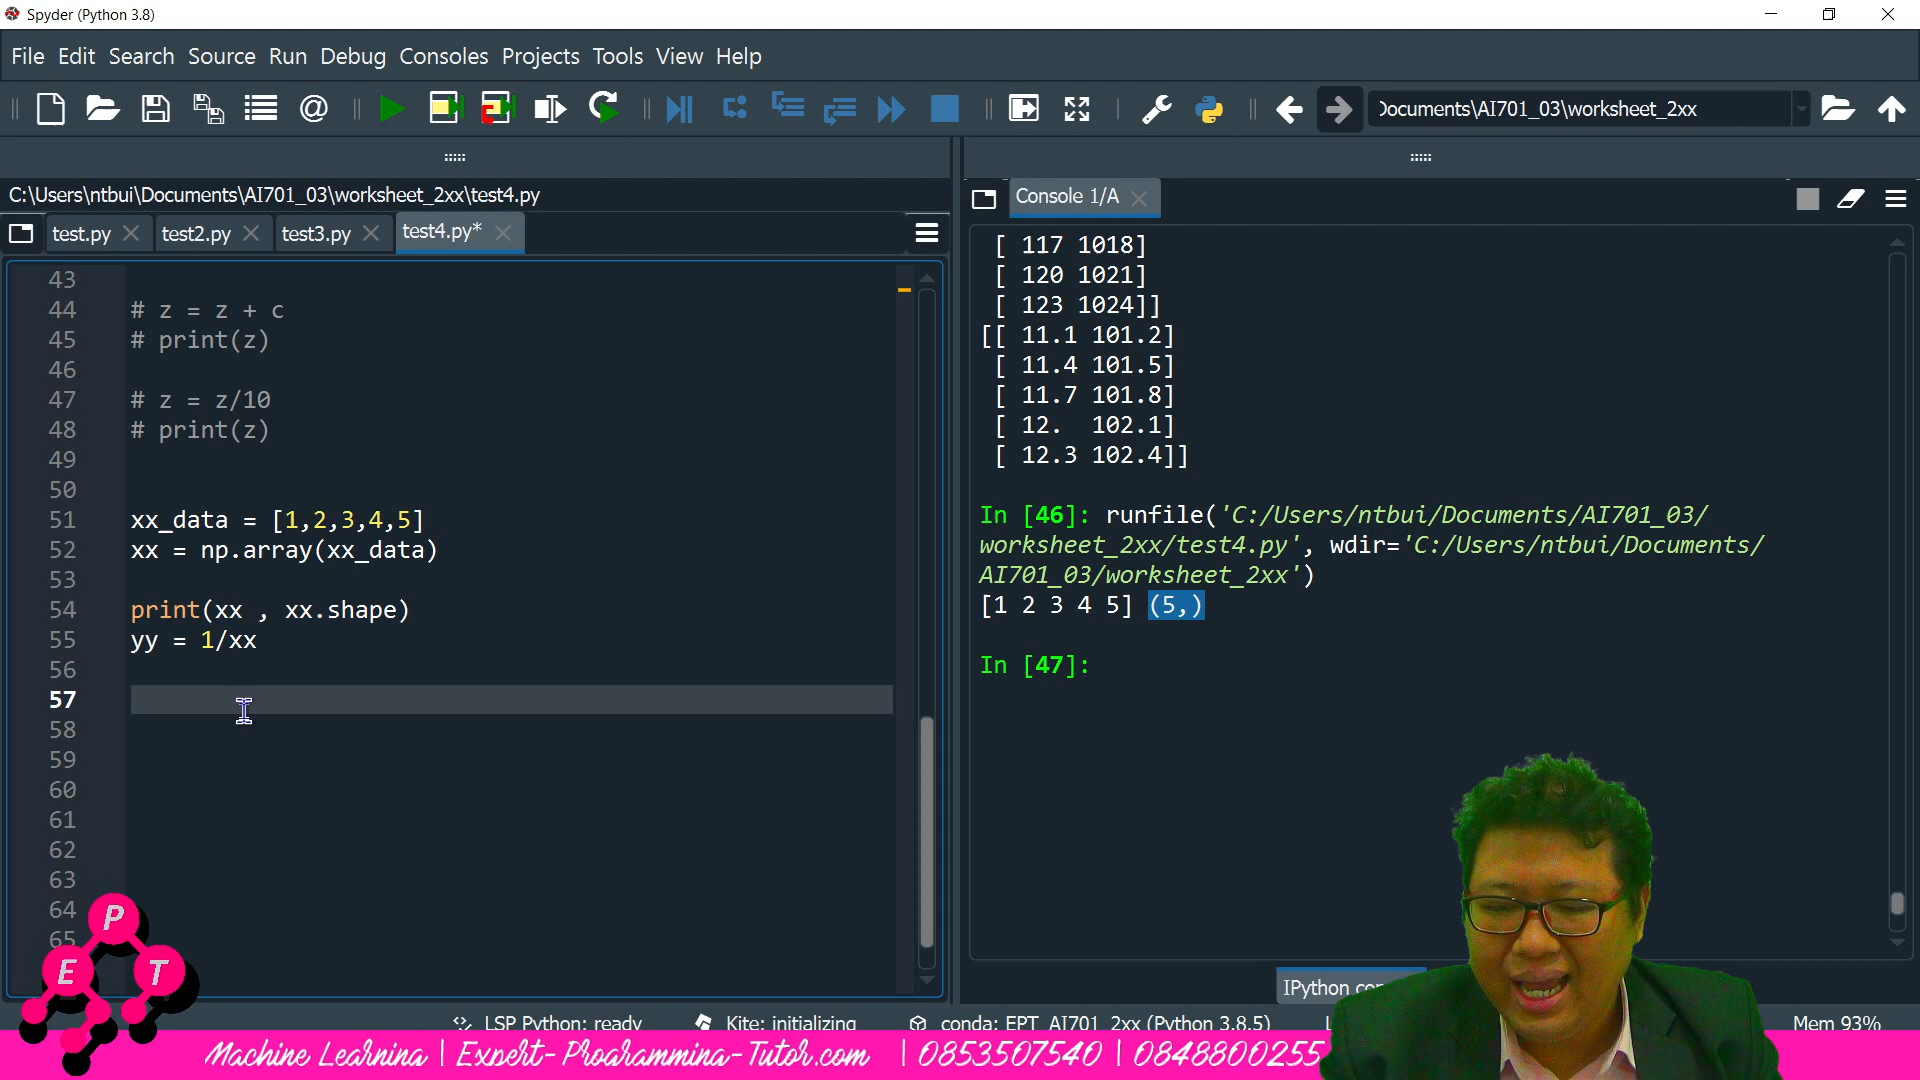 Spyder (Python 3.8)
File Edit Search Source Run Debug Consoles Projects Tools View Help
Documents\AI701_03\worksheet_2xx
C:\Users\ntbui\Documents\AI701_03\worksheet_2xx\test4.py
test.py test2.py test3.py test4.py*
43
44 # z = z + c
45 # print(z)
46
47 # z = z/10
48 # print(z)
49
50
51 xx_data = [1,2,3,4,5]
52 xx = np.array(xx_data)
53
54 print(xx , xx.shape)
55 yy = 1/xx
56
57
58
59
60
61
62
63
64
65
Console 1/A
[ 117 1018]
[ 120 1021]
[ 123 1024]]
[[ 11.1 101.2]
[ 11.4 101.5]
[ 11.7 101.8]
[ 12. 102.1]
[ 12.3 102.4]]
In [46]: runfile('C:/Users/ntbui/Documents/AI701_03/
worksheet_2xx/test4.py', wdir='C:/Users/ntbui/Documents/
AI701_03/worksheet_2xx')
[1 2 3 4 5] (5,)
In [47]:
IPython
LSP Python: ready Kite: initializing conda: EPT_AI701_2xx (Python 3.8.5) Mem 93%
P
E T
Machine Learning | Expert-Programming-Tutor.com | 0853507540 | 0848800255